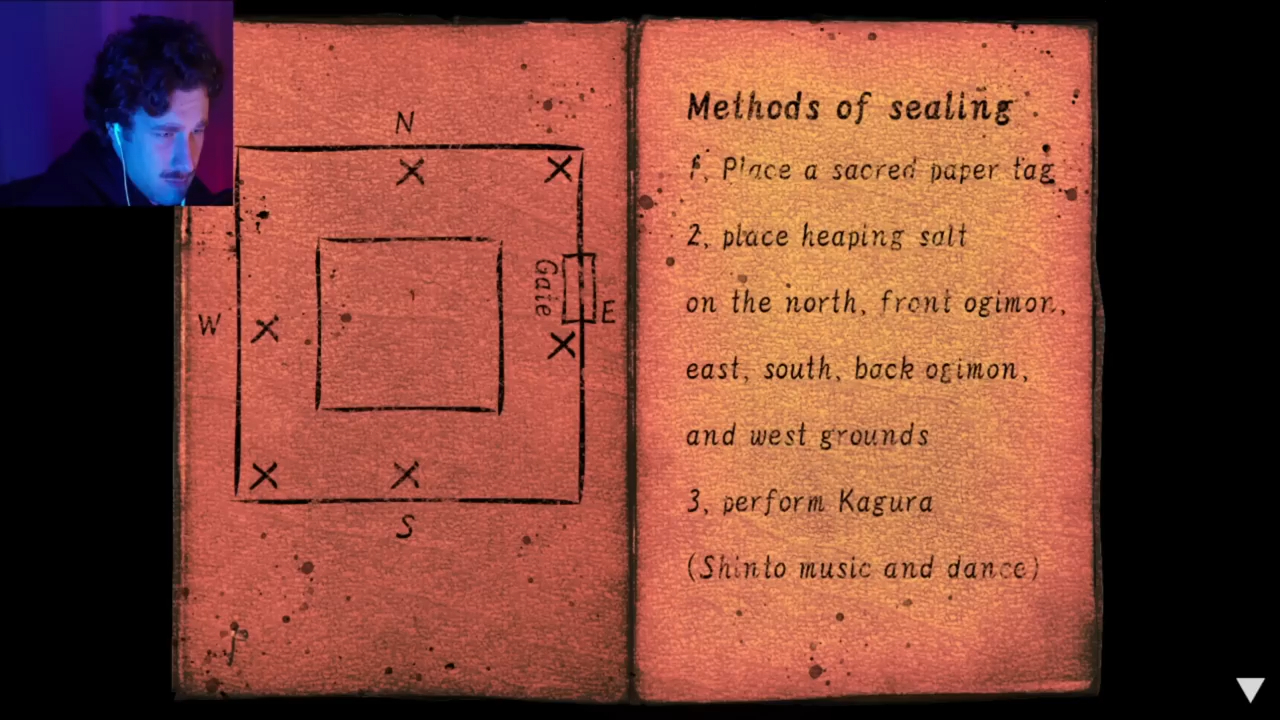 N
W
Gate
E
S
Methods of sealing
1, Place a sacred paper tag
2, place heaping salt
on the north, front ogimon,
east, south, back ogimon,
and west grounds
3, perform Kagura
(Shinto music and dance)